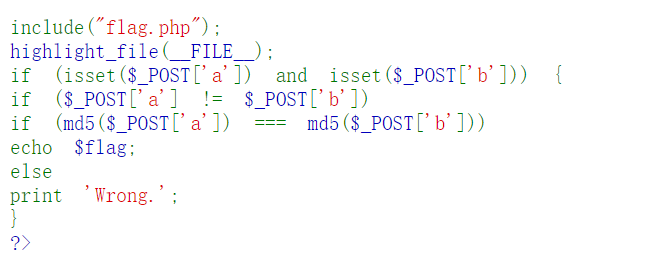 include("flag.php");
highlight_file(__FILE__);
if (isset($_POST['a']) and isset($_POST['b'])) {
if ($_POST['a'] != $_POST['b'])
if (md5($_POST['a']) === md5($_POST['b']))
echo $flag;
else
print 'Wrong.';
}
?>